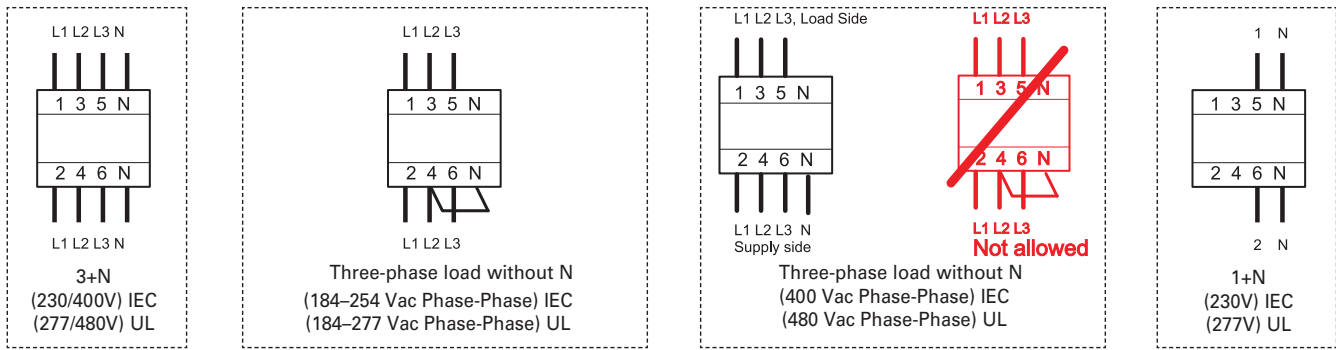 L1 L2 L3 N
1 3 5 N
2 4 6 N
L1 L2 L3 N
3+N
(230/400V) IEC
(277/480V) UL
L1 L2 L3
1 3 5 N
2 4 6 N
L1 L2 L3
Three-phase load without N
(184–254 Vac Phase-Phase) IEC
(184–277 Vac Phase-Phase) UL
L1 L2 L3, Load Side
1 3 5 N
2 4 6 N
L1 L2 L3 N
Supply side
L1 L2 L3
1 3 5 N
2 4 6 N
L1 L2 L3
Not allowed
Three-phase load without N
(400 Vac Phase-Phase) IEC
(480 Vac Phase-Phase) UL
1 N
1 3 5 N
2 4 6 N
2 N
1+N
(230V) IEC
(277V) UL